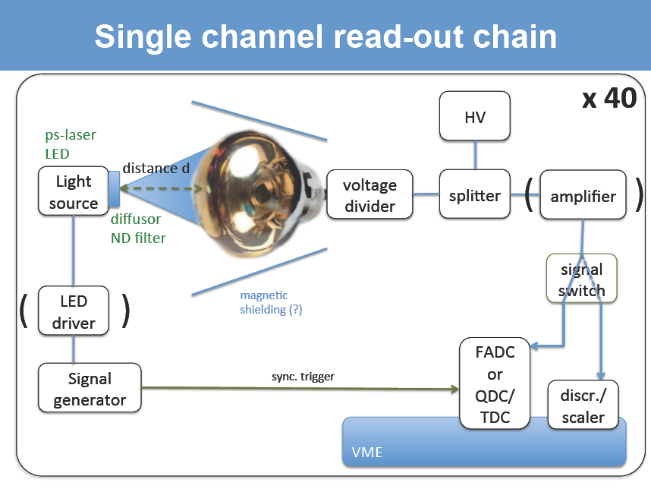 Single channel read-out chain
x 40
ps-laser
LED
Light
source
distance d
diffusor
ND filter
HV
voltage
divider
splitter
( amplifier )
signal
switch
magnetic
shielding (?)
( LED
driver )
Signal
generator
sync. trigger
FADC
or
QDC/
TDC
discr./
scaler
VME